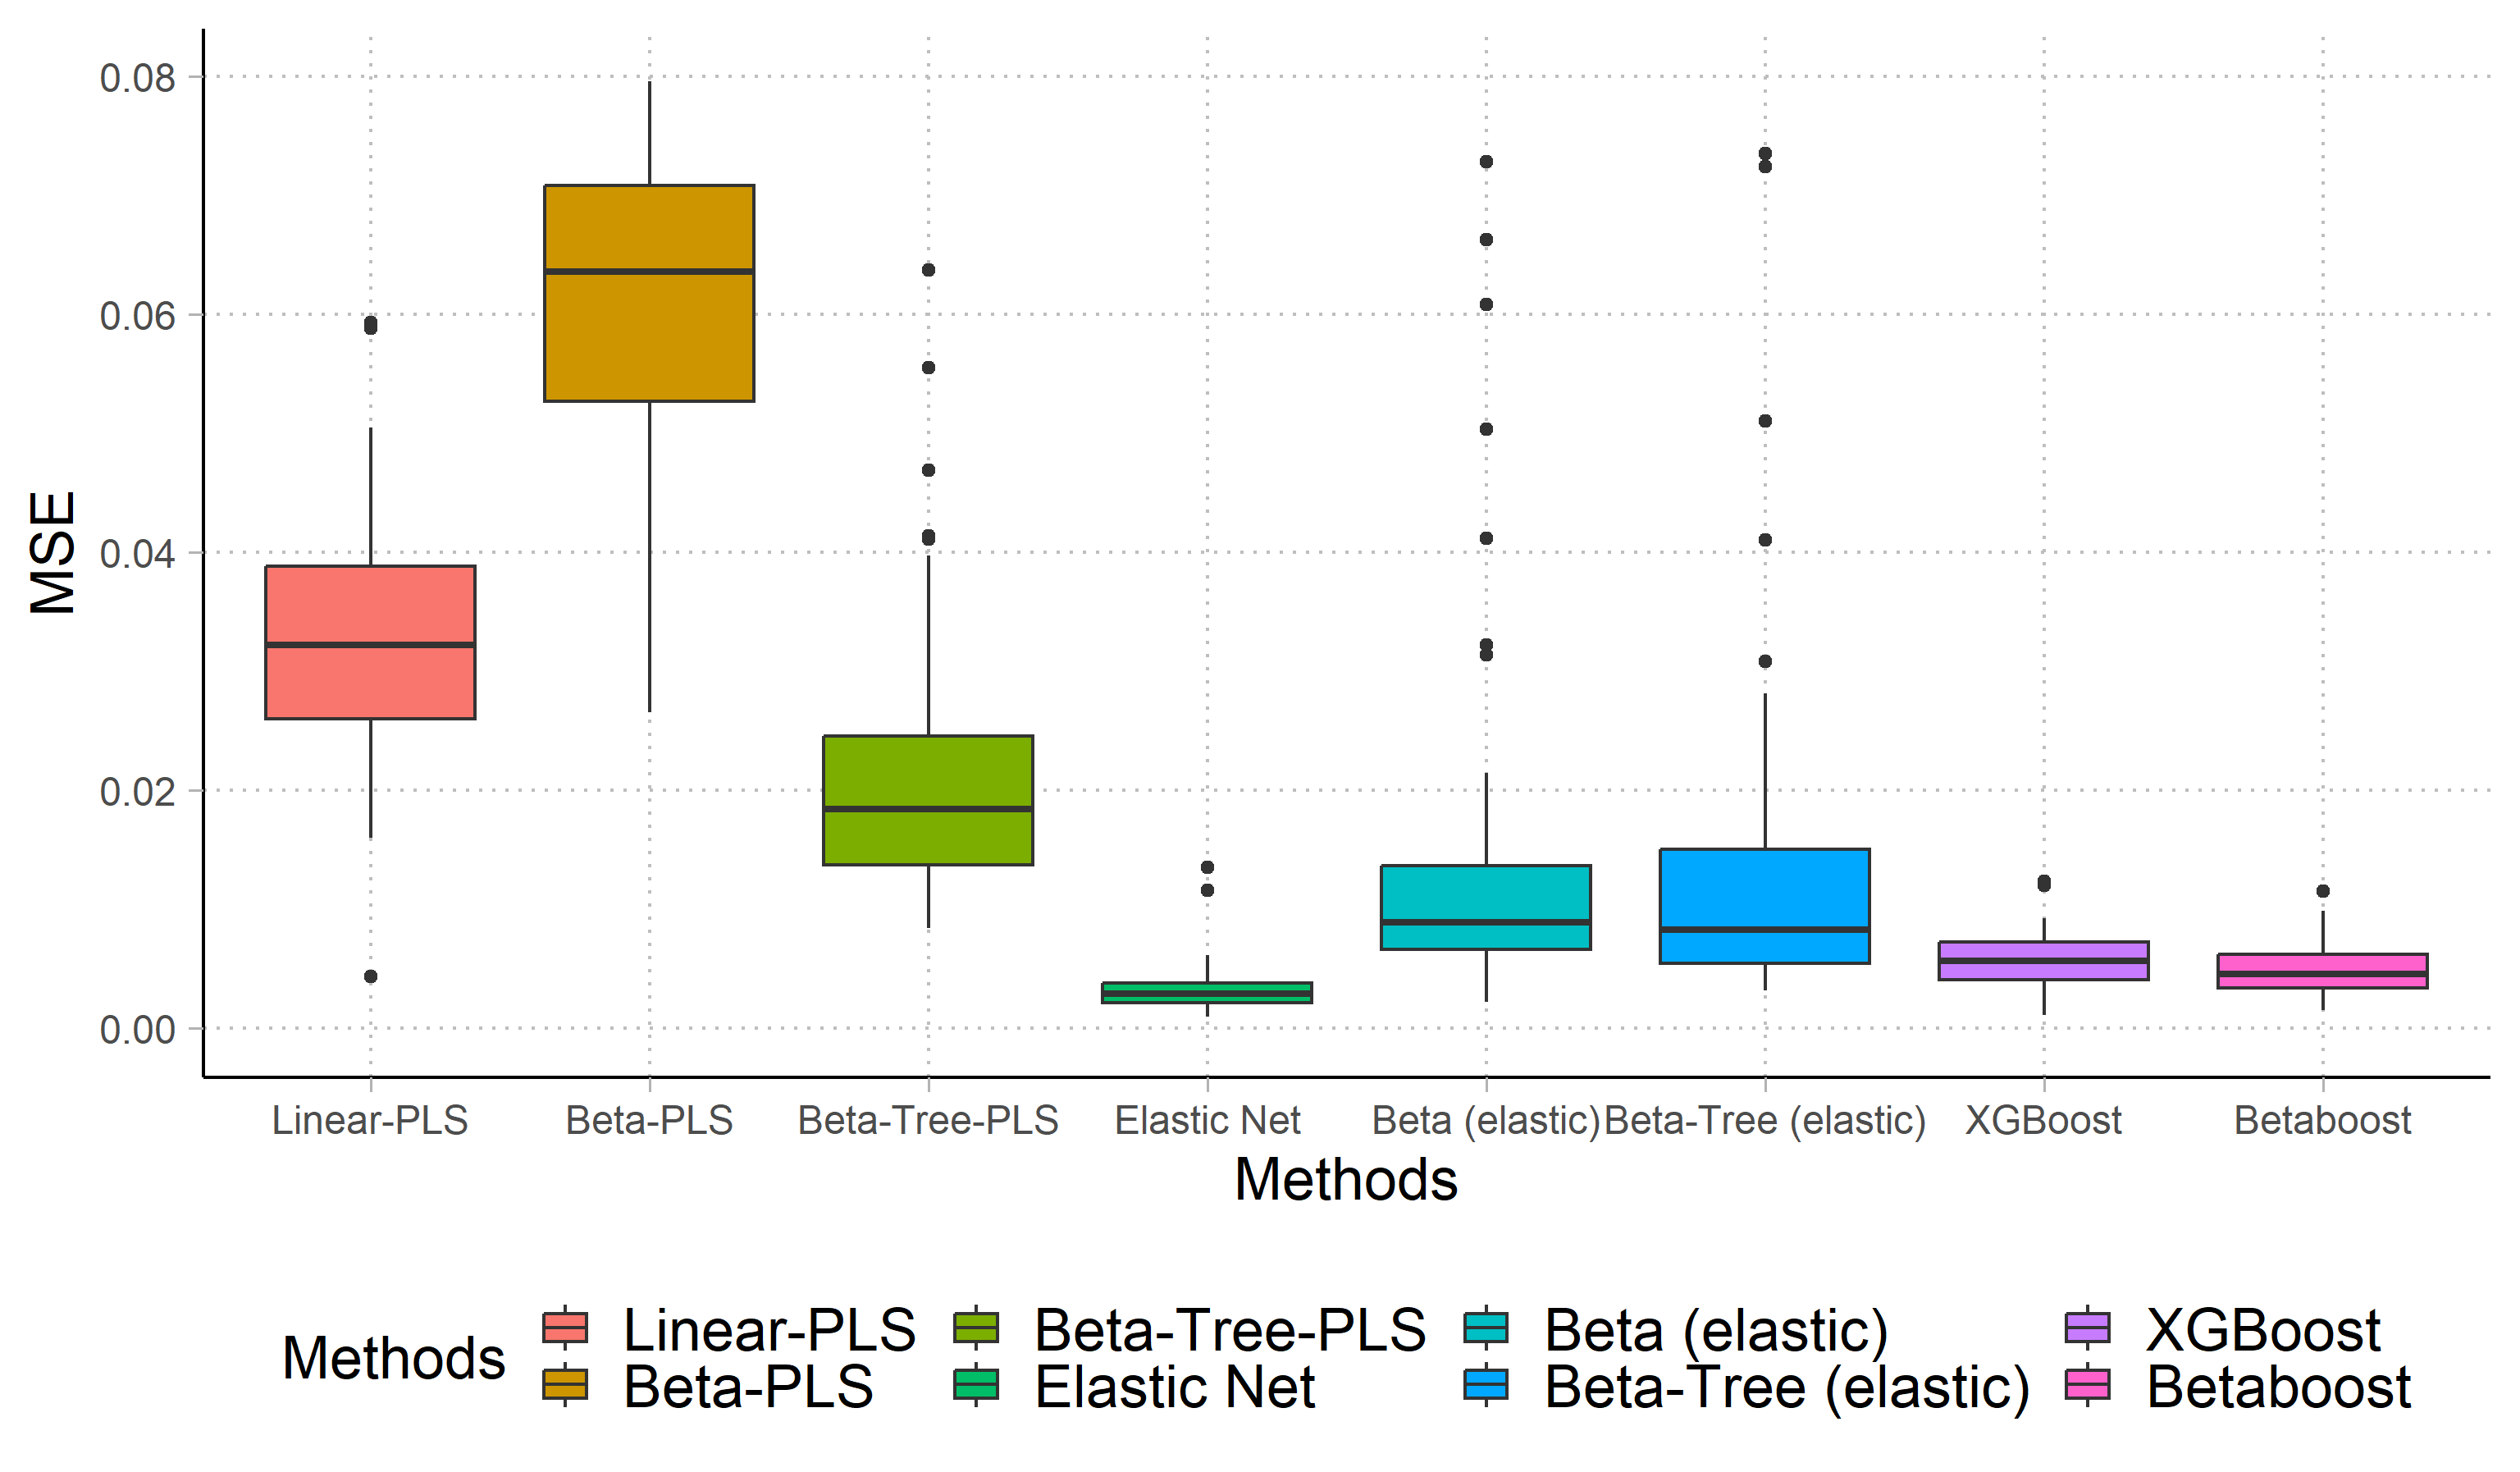 MSE
0.08
0.06
0.04
0.02
0.00
Linear-PLS
Beta-PLS
Beta-Tree-PLS
Elastic Net
Beta (elastic)
Beta-Tree (elastic)
XGBoost
Betaboost
Methods
Methods
Linear-PLS
Beta-PLS
Beta-Tree-PLS
Elastic Net
Beta (elastic)
Beta-Tree (elastic)
XGBoost
Betaboost